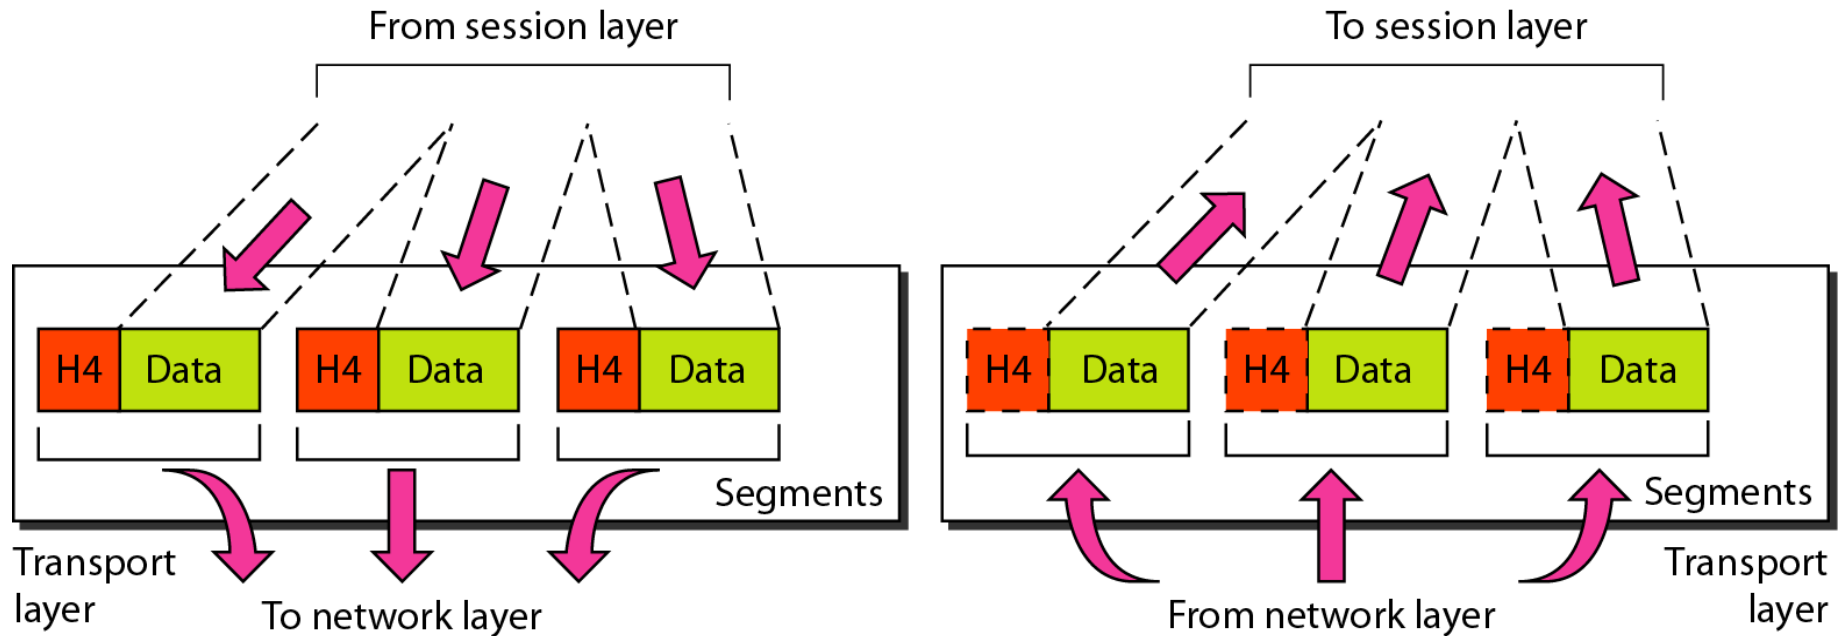 From session layer
H4 Data H4 Data H4 Data
Segments
Transport
layer
To network layer
To session layer
H4 Data H4 Data H4 Data
Segments
Transport
layer
From network layer